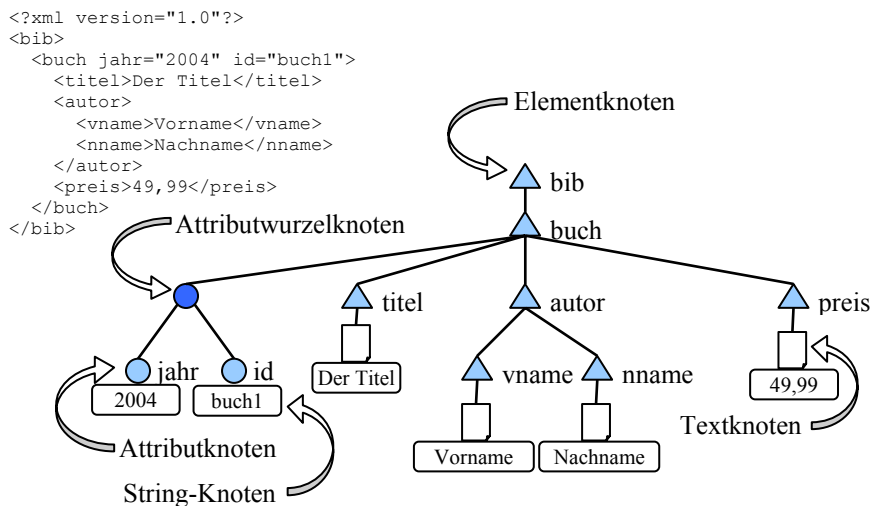 <?xml version="1.0"?>
<bib>
  <buch jahr="2004" id="buch1">
    <titel>Der Titel</titel>
    <autor>
      <vname>Vorname</vname>
      <nname>Nachname</nname>
    </autor>
    <preis>49,99</preis>
  </buch>
</bib>
Elementknoten
bib
Attributwurzelknoten
buch
titel
autor
preis
jahr
id
Der Titel
vname
nname
2004
buch1
49,99
Textknoten
Attributknoten
Vorname
Nachname
String-Knoten